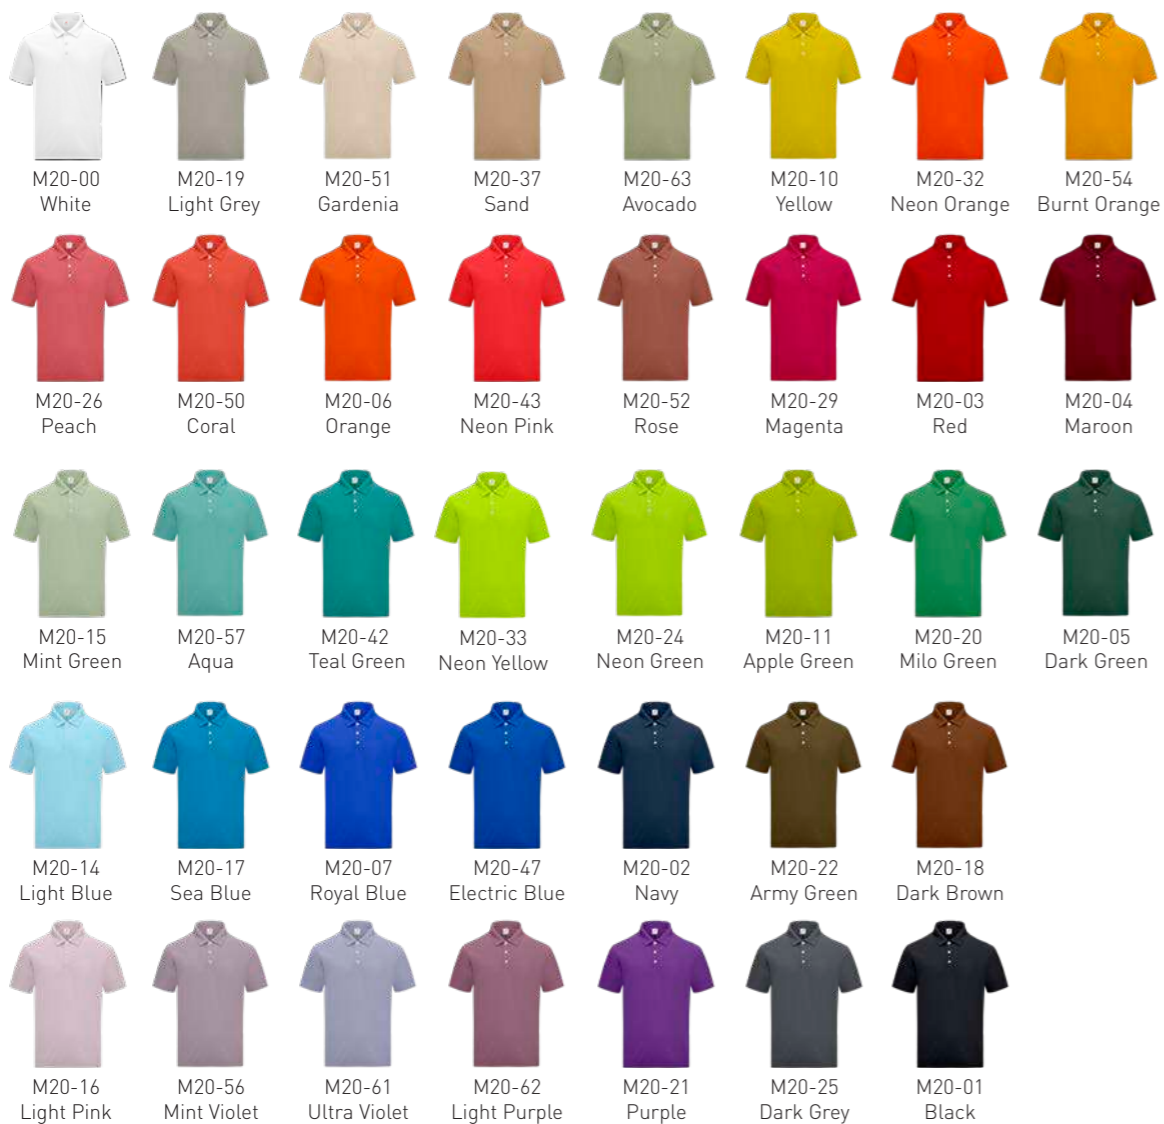 M20-00
White
M20-19
Light Grey
M20-51
Gardenia
M20-37
Sand
M20-63
Avocado
M20-10
Yellow
M20-32
Neon Orange
M20-54
Burnt Orange
M20-26
Peach
M20-50
Coral
M20-06
Orange
M20-43
Neon Pink
M20-52
Rose
M20-29
Magenta
M20-03
Red
M20-04
Maroon
M20-15
Mint Green
M20-57
Aqua
M20-42
Teal Green
M20-33
Neon Yellow
M20-24
Neon Green
M20-11
Apple Green
M20-20
Milo Green
M20-05
Dark Green
M20-14
Light Blue
M20-17
Sea Blue
M20-07
Royal Blue
M20-47
Electric Blue
M20-02
Navy
M20-22
Army Green
M20-18
Dark Brown
M20-16
Light Pink
M20-56
Mint Violet
M20-61
Ultra Violet
M20-62
Light Purple
M20-21
Purple
M20-25
Dark Grey
M20-01
Black